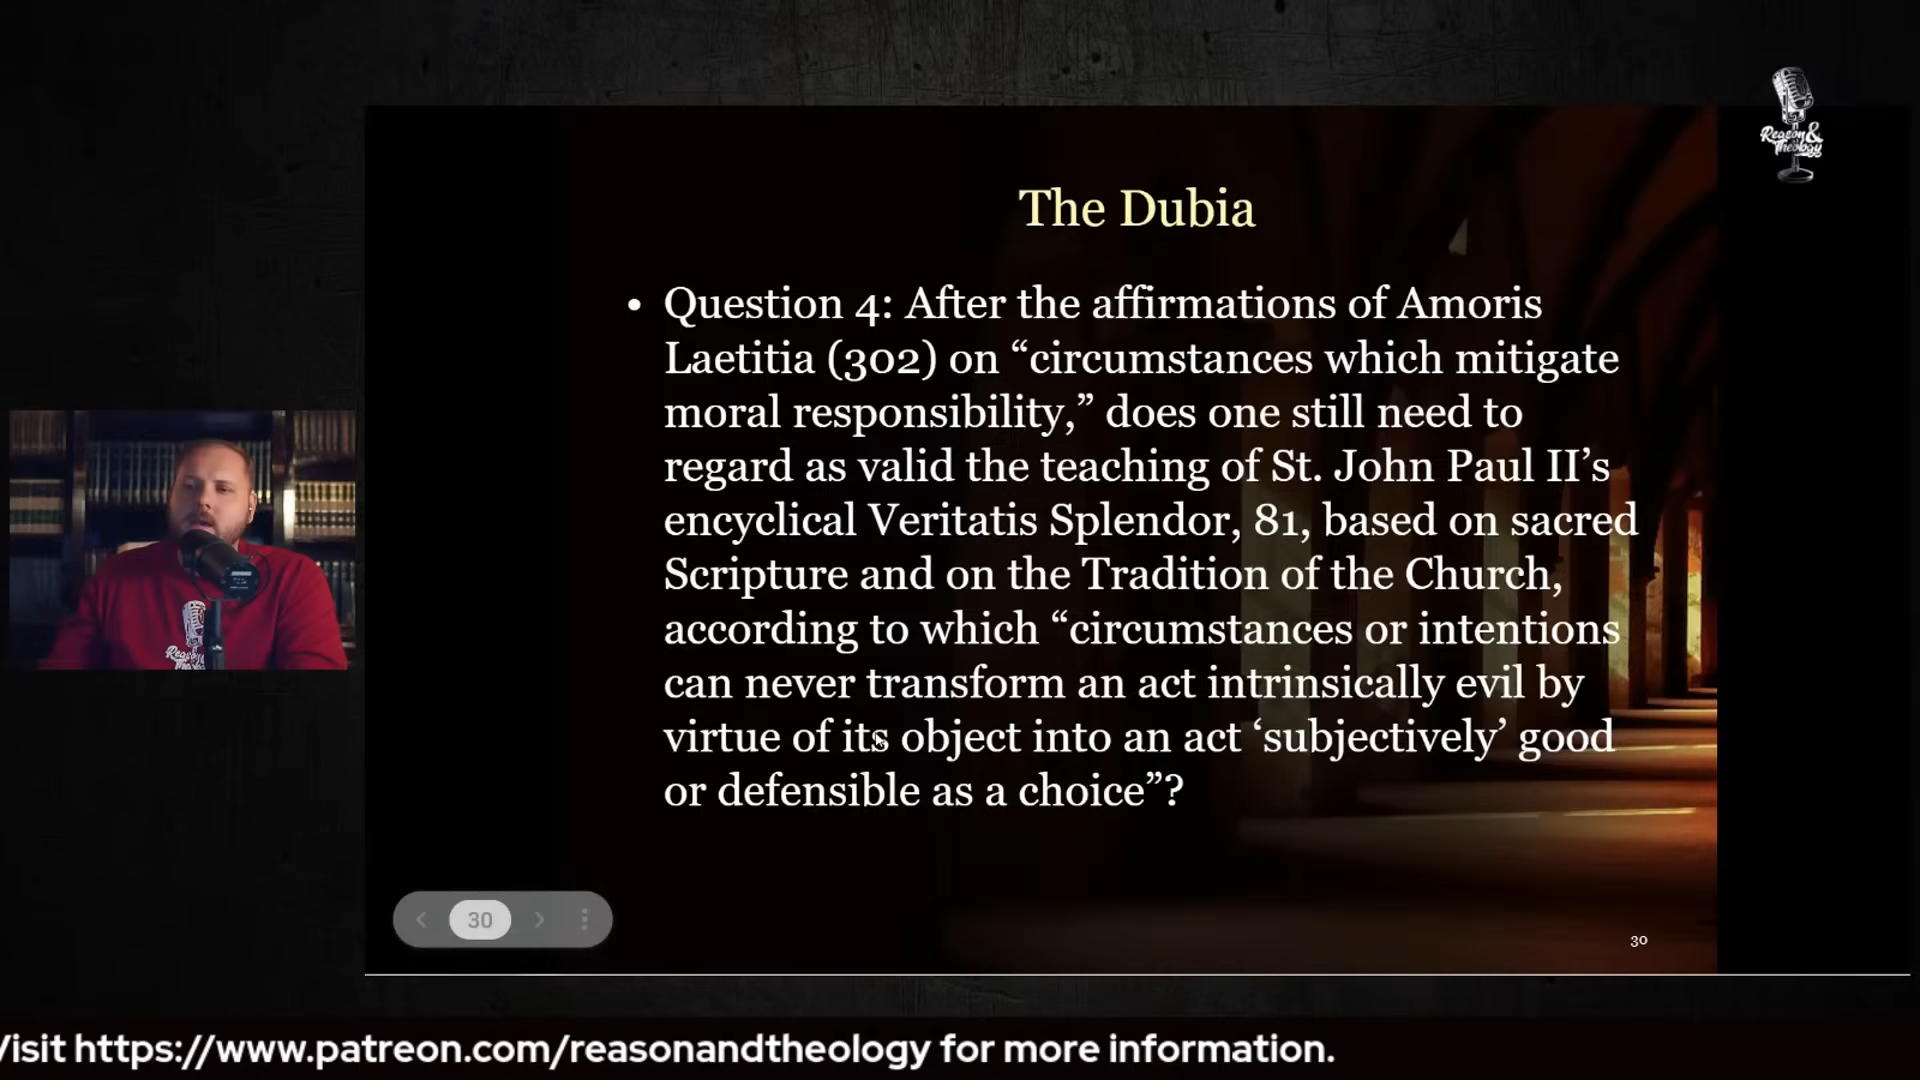 Reason &
Theology
The Dubia
• Question 4: After the affirmations of Amoris
Laetitia (302) on “circumstances which mitigate
moral responsibility,” does one still need to
regard as valid the teaching of St. John Paul II’s
encyclical Veritatis Splendor, 81, based on sacred
Scripture and on the Tradition of the Church,
according to which “circumstances or intentions
can never transform an act intrinsically evil by
virtue of its object into an act ‘subjectively’ good
or defensible as a choice”?
30
30
Visit https://www.patreon.com/reasonandtheology for more information.